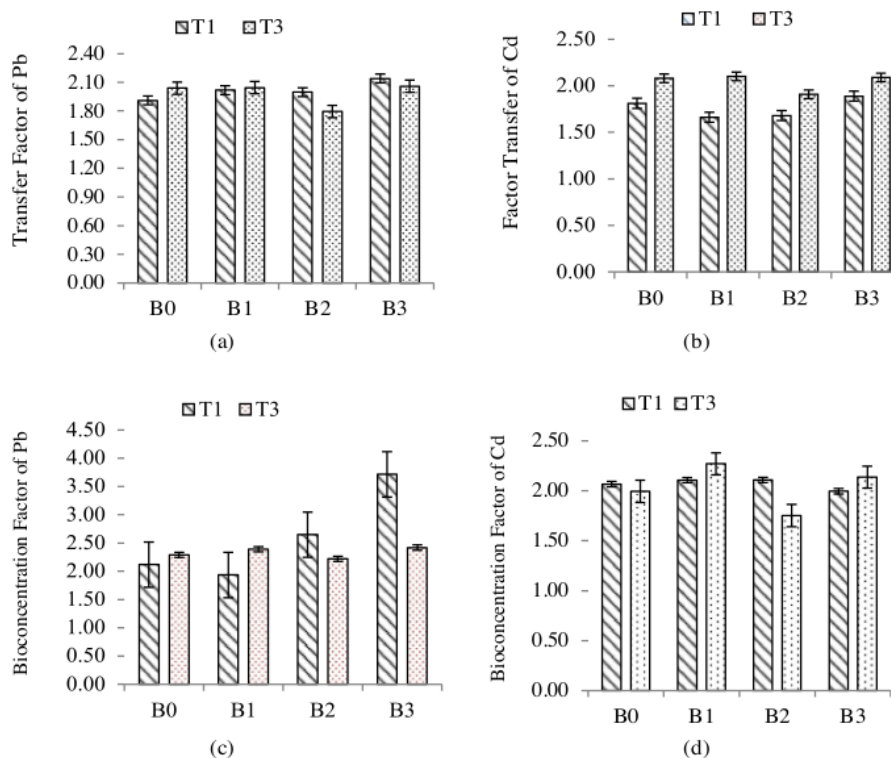 T1 T3
Transfer Factor of Pb
2.40
2.10
1.80
1.50
1.20
0.90
0.60
0.30
0.00
B0 B1 B2 B3
(a)
T1 T3
Factor Transfer of Cd
2.50
2.00
1.50
1.00
0.50
0.00
B0 B1 B2 B3
(b)
T1 T3
Bioconcentration Factor of Pb
4.50
4.00
3.50
3.00
2.50
2.00
1.50
1.00
0.50
0.00
B0 B1 B2 B3
(c)
T1 T3
Bioconcentration Factor of Cd
2.50
2.00
1.50
1.00
0.50
0.00
B0 B1 B2 B3
(d)